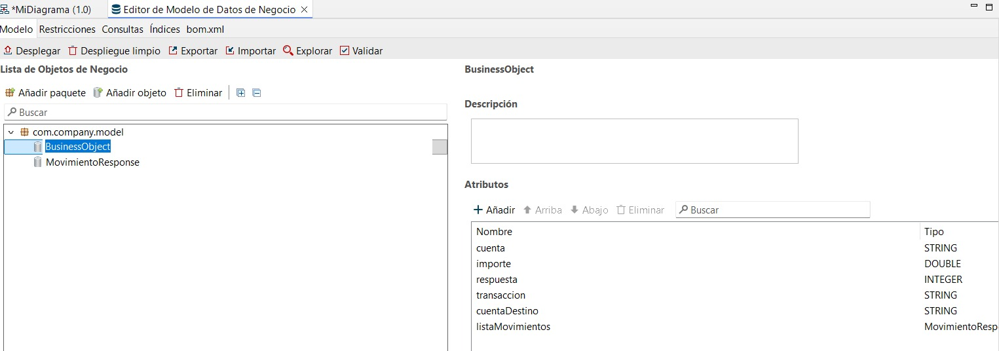 *MiDiagrama (1.0) Editor de Modelo de Datos de Negocio
Modelo Restricciones Consultas Índices bom.xml
Desplegar Despliegue limpio Exportar Importar Explorar Validar
Lista de Objetos de Negocio
Añadir paquete Añadir objeto Eliminar
Buscar
com.company.model
BusinessObject
MovimientoResponse
BusinessObject
Descripción
Atributos
Añadir Arriba Abajo Eliminar Buscar
Nombre Tipo
cuenta STRING
importe DOUBLE
respuesta INTEGER
transaccion STRING
cuentaDestino STRING
listaMovimientos MovimientoResp